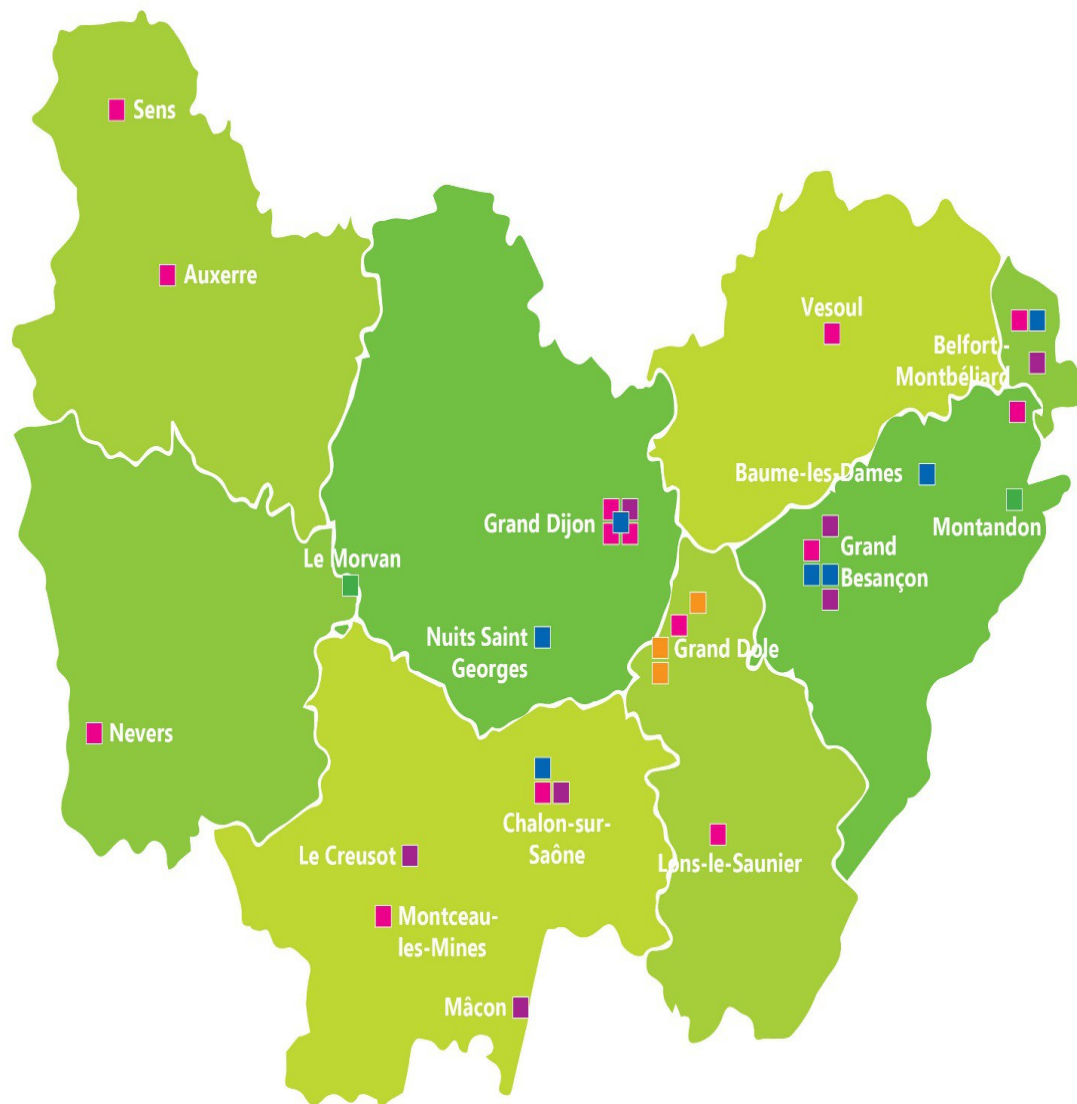 Sens
Auxerre
Vesoul
Belfort -
Montbéliard
Baume-les-Dames
Montandon
Grand Dijon
Grand
Besançon
Le Morvan
Nuits Saint
Georges
Grand Dole
Nevers
Chalon-sur-
Saône
Le Creusot
Lons-le-Saunier
Montceau-
les-Mines
Mâcon